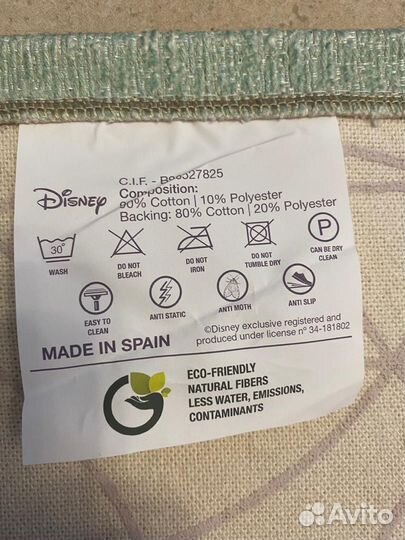 Disney
C.I.F. - B85527825
Composition:
90% Cotton | 10% Polyester
Backing: 80% Cotton | 20% Polyester
30°
WASH
DO NOT
BLEACH
DO NOT
IRON
DO NOT
TUMBLE DRY
P
CAN BE DRY
CLEAN
EASY TO
CLEAN
ANTI STATIC
ANTI MOTH
ANTI SLIP
©Disney exclusive registered and
produced under license nº 34-181802
MADE IN SPAIN
ECO-FRIENDLY
NATURAL FIBERS
LESS WATER, EMISSIONS,
CONTAMINANTS
Avito